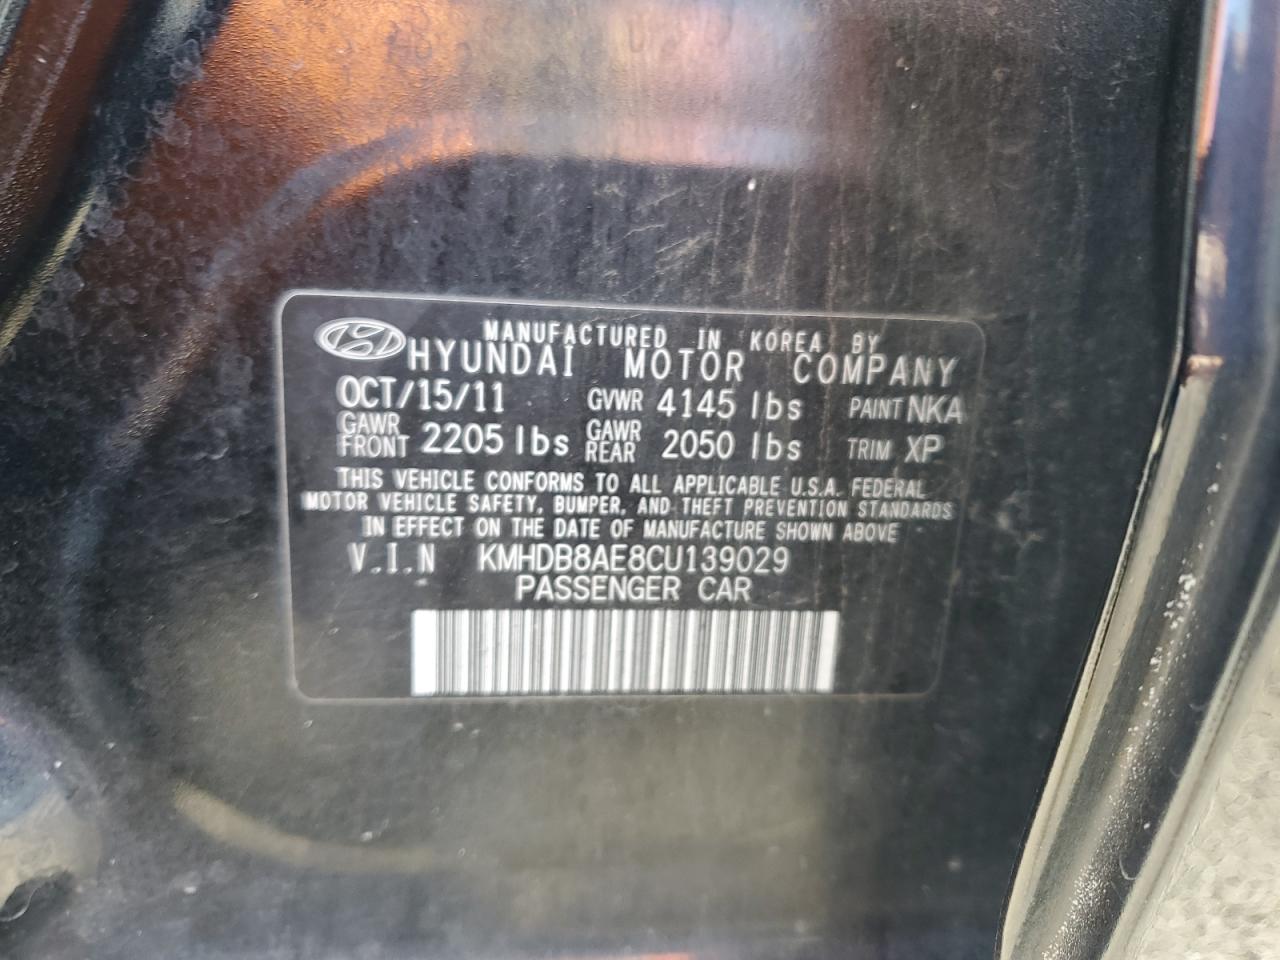 MANUFACTURED IN KOREA BY
HYUNDAI MOTOR COMPANY
OCT/15/11 GVWR 4145 lbs PAINT NKA
GAWR FRONT 2205 lbs GAWR REAR 2050 lbs TRIM XP
THIS VEHICLE CONFORMS TO ALL APPLICABLE U.S.A. FEDERAL
MOTOR VEHICLE SAFETY, BUMPER, AND THEFT PREVENTION STANDARDS
IN EFFECT ON THE DATE OF MANUFACTURE SHOWN ABOVE
V.I.N KMHDB8AE8CU139029
PASSENGER CAR